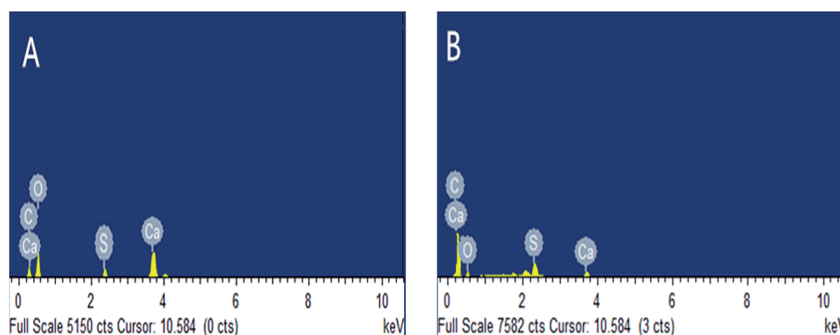 A
O
C
Ca
S
Ca
0 2 4 6 8 10
Full Scale 5150 cts Cursor: 10.584 (0 cts) keV
B
C
Ca
O
S
Ca
0 2 4 6 8 10
Full Scale 7582 cts Cursor: 10.584 (3 cts) ke